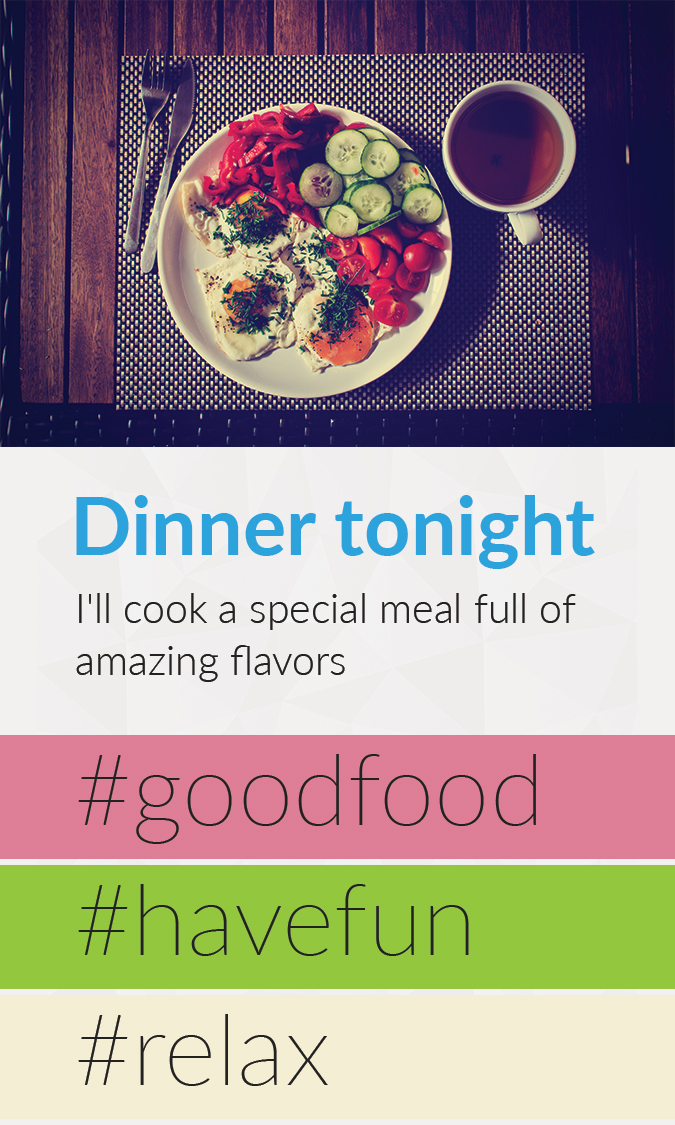 Dinner tonight
I'll cook a special meal full of
amazing flavors
#goodfood
#havefun
#relax